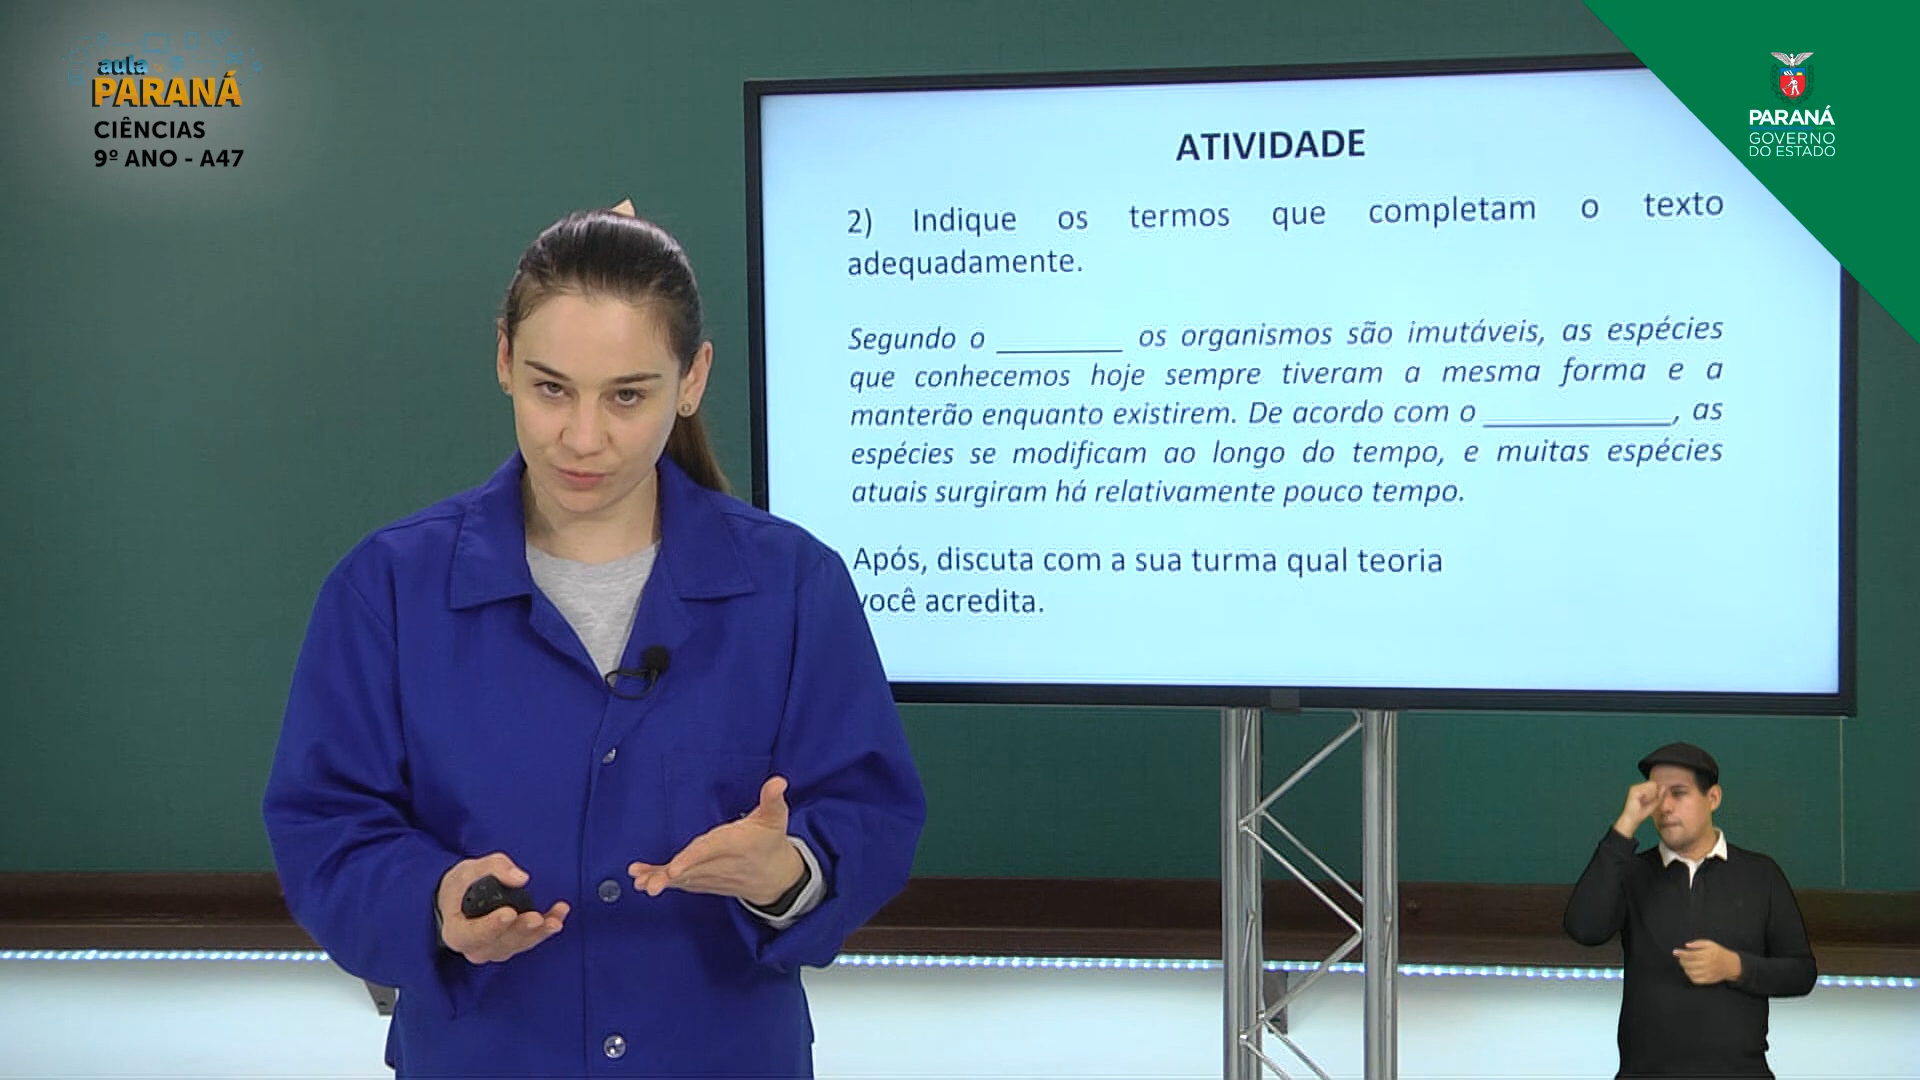 aula
PARANÁ
CIÊNCIAS
9º ANO - A47
PARANÁ
GOVERNO
DO ESTADO
ATIVIDADE
2) Indique os termos que completam o texto
adequadamente.
Segundo o ________ os organismos são imutáveis, as espécies
que conhecemos hoje sempre tiveram a mesma forma e a
manterão enquanto existirem. De acordo com o ____________, as
espécies se modificam ao longo do tempo, e muitas espécies
atuais surgiram há relativamente pouco tempo.
Após, discuta com a sua turma qual teoria
você acredita.